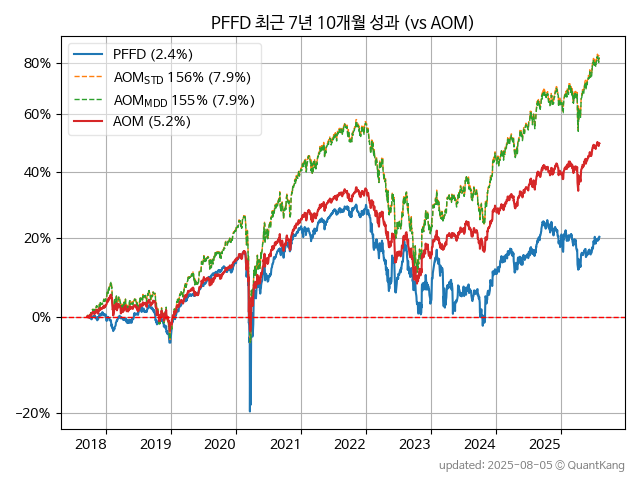 PFFD 최근 7년 10개월 성과 (vs AOM)
PFFD (2.4%)
AOM_STD 156% (7.9%)
AOM_MDD 155% (7.9%)
AOM (5.2%)
80%
60%
40%
20%
0%
−20%
2018 2019 2020 2021 2022 2023 2024 2025
updated: 2025-08-05 © QuantKang